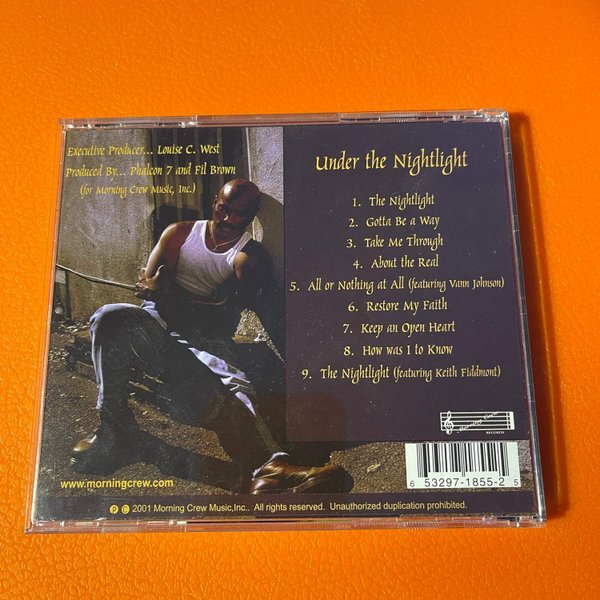 Executive Producer... Louise C. West
Produced By... Phalcon 7 and Fil Brown
(for Morning Crew Music, Inc.)
Under the Nightlight
1. The Nightlight
2. Gotta Be a Way
3. Take Me Through
4. About the Real
5. All or Nothing at All (featuring Vann Johnson)
6. Restore My Faith
7. Keep an Open Heart
8. How was I to Know
9. The Nightlight (featuring Keith Fiddmont)
Morning Crew
RECORDS
6 53297-1855-2 5
www.morningcrew.com
℗ © 2001 Morning Crew Music,Inc.. All rights reserved. Unauthorized duplication prohibited.